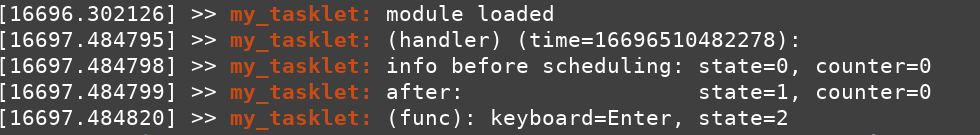 [16696.302126] >> my_tasklet: module loaded
[16697.484795] >> my_tasklet: (handler) (time=16696510482278):
[16697.484798] >> my_tasklet: info before scheduling: state=0, counter=0
[16697.484799] >> my_tasklet: after:                  state=1, counter=0
[16697.484820] >> my_tasklet: (func): keyboard=Enter, state=2